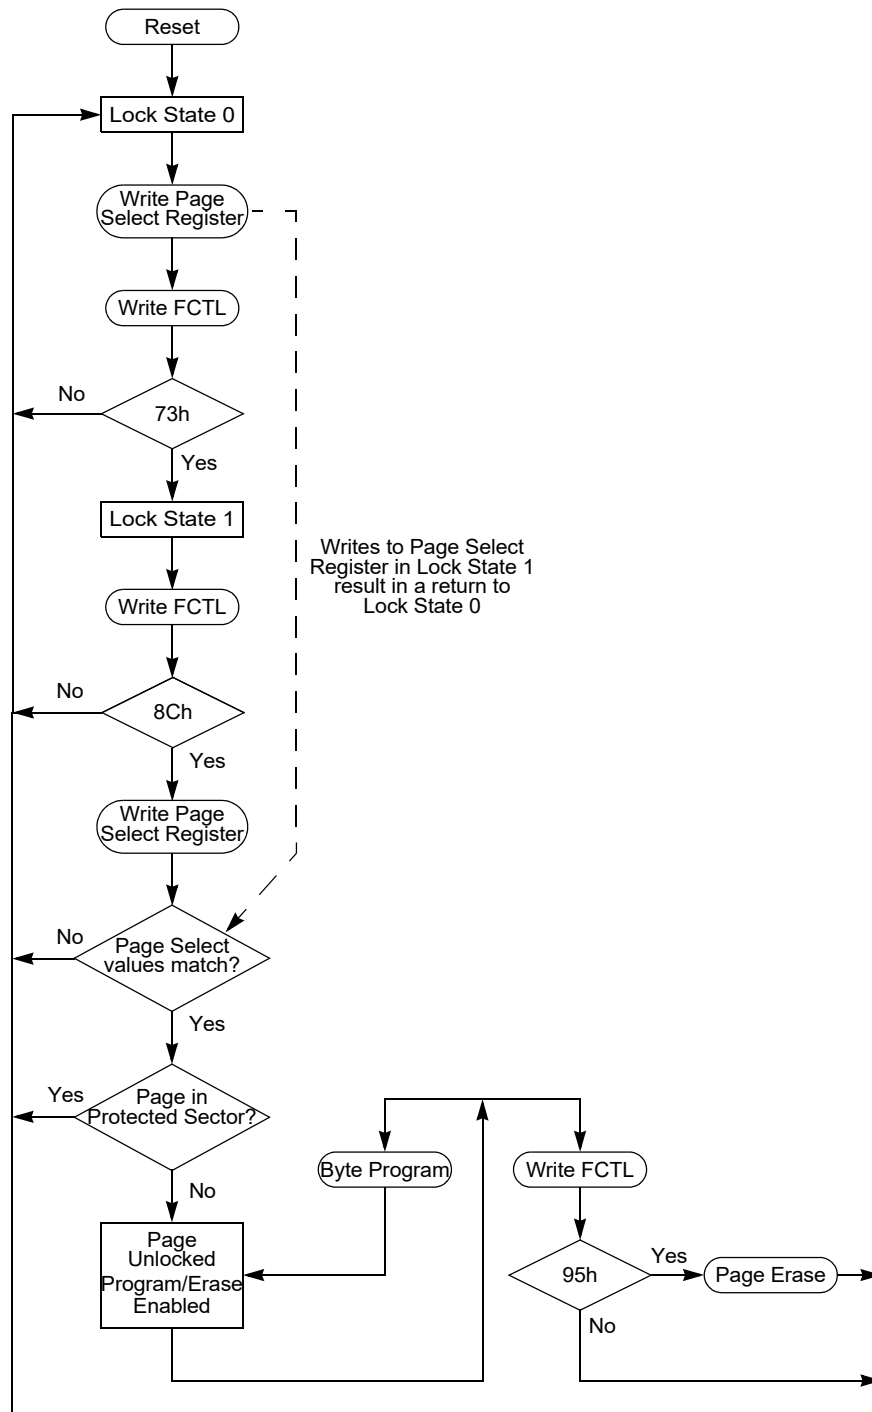 Reset
Lock State 0
Write Page
Select Register
Write FCTL
No
73h
Yes
Lock State 1
Writes to Page Select
Register in Lock State 1
result in a return to
Lock State 0
Write FCTL
No
8Ch
Yes
Write Page
Select Register
No
Page Select
values match?
Yes
Yes
Page in
Protected Sector?
No
Byte Program
Write FCTL
Page
Unlocked
Program/Erase
Enabled
95h
Yes
Page Erase
No